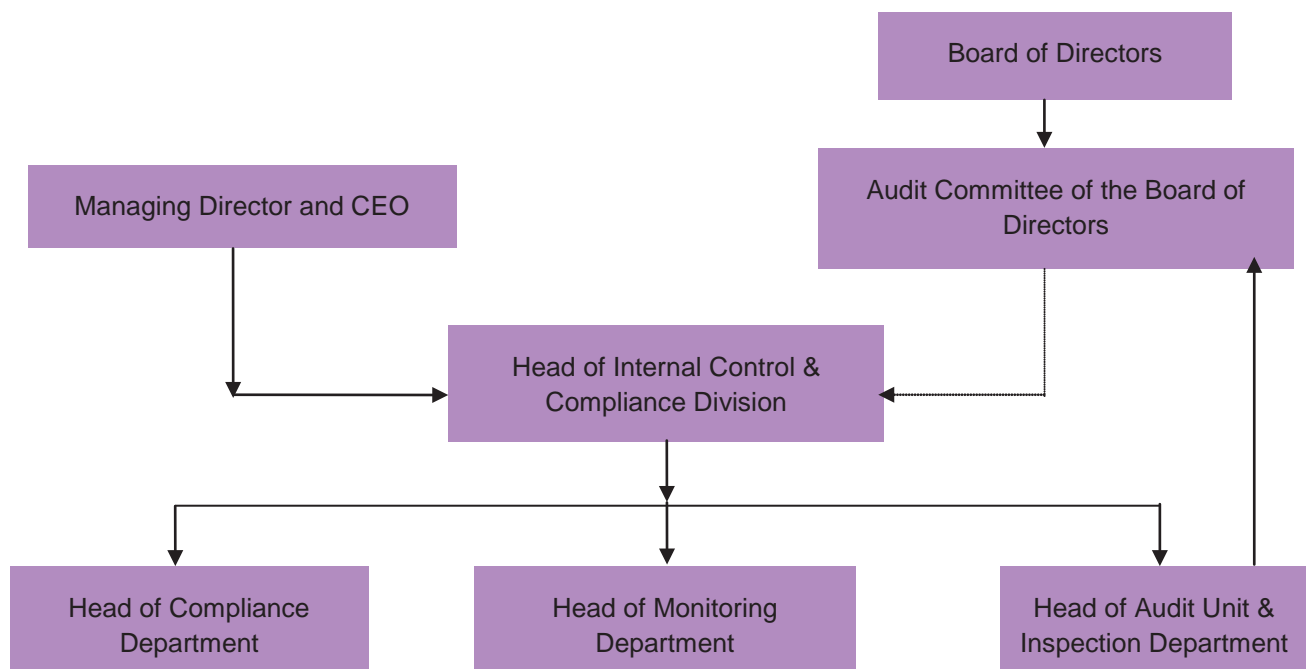 Board of Directors
Managing Director and CEO
Audit Committee of the Board of
Directors
Head of Internal Control &
Compliance Division
Head of Compliance
Department
Head of Monitoring
Department
Head of Audit Unit &
Inspection Department